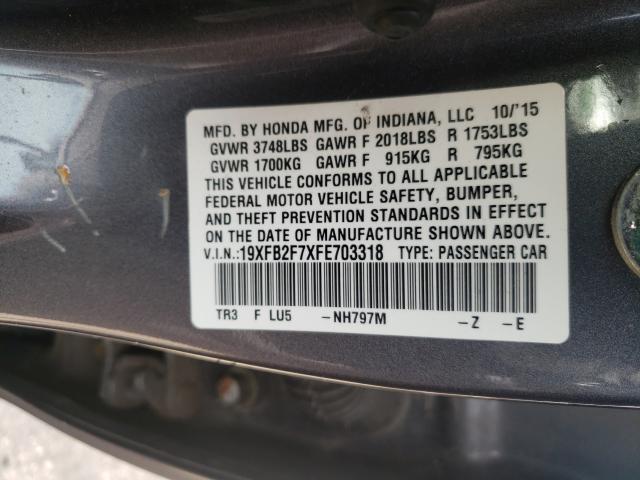 MFD. BY HONDA MFG. OF INDIANA, LLC 10/'15
GVWR 3748LBS GAWR F 2018LBS R 1753LBS
GVWR 1700KG GAWR F 915KG R 795KG
THIS VEHICLE CONFORMS TO ALL APPLICABLE
FEDERAL MOTOR VEHICLE SAFETY, BUMPER,
AND THEFT PREVENTION STANDARDS IN EFFECT
ON THE DATE OF MANUFACTURE SHOWN ABOVE.
V.I.N.:19XFB2F7XFE703318 TYPE: PASSENGER CAR
TR3 F LU5 -NH797M -Z -E